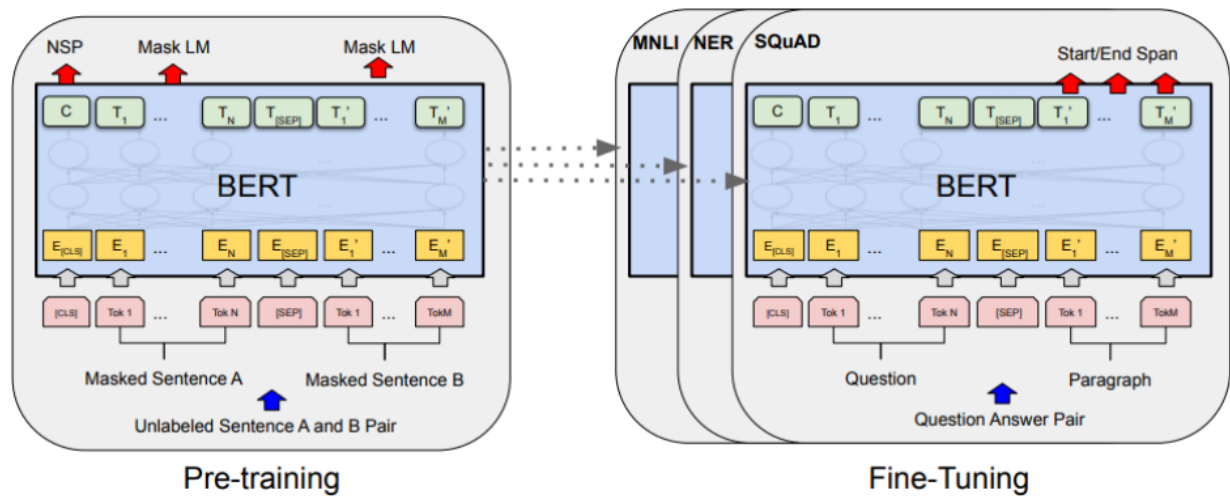 NSP Mask LM Mask LM
C T1 ... TN T[SEP] T1' ... TM'
...
...
BERT
E[CLS] E1 ... EN E[SEP] E1' ... EM'
[CLS] Tok 1 ... Tok N [SEP] Tok 1 ... TokM
Masked Sentence A Masked Sentence B
Unlabeled Sentence A and B Pair
Pre-training
MNLI NER SQuAD
Start/End Span
C T1 ... TN T[SEP] T1' ... TM'
...
...
BERT
E[CLS] E1 ... EN E[SEP] E1' ... EM'
[CLS] Tok 1 ... Tok N [SEP] Tok 1 ... TokM
Question Paragraph
Question Answer Pair
Fine-Tuning